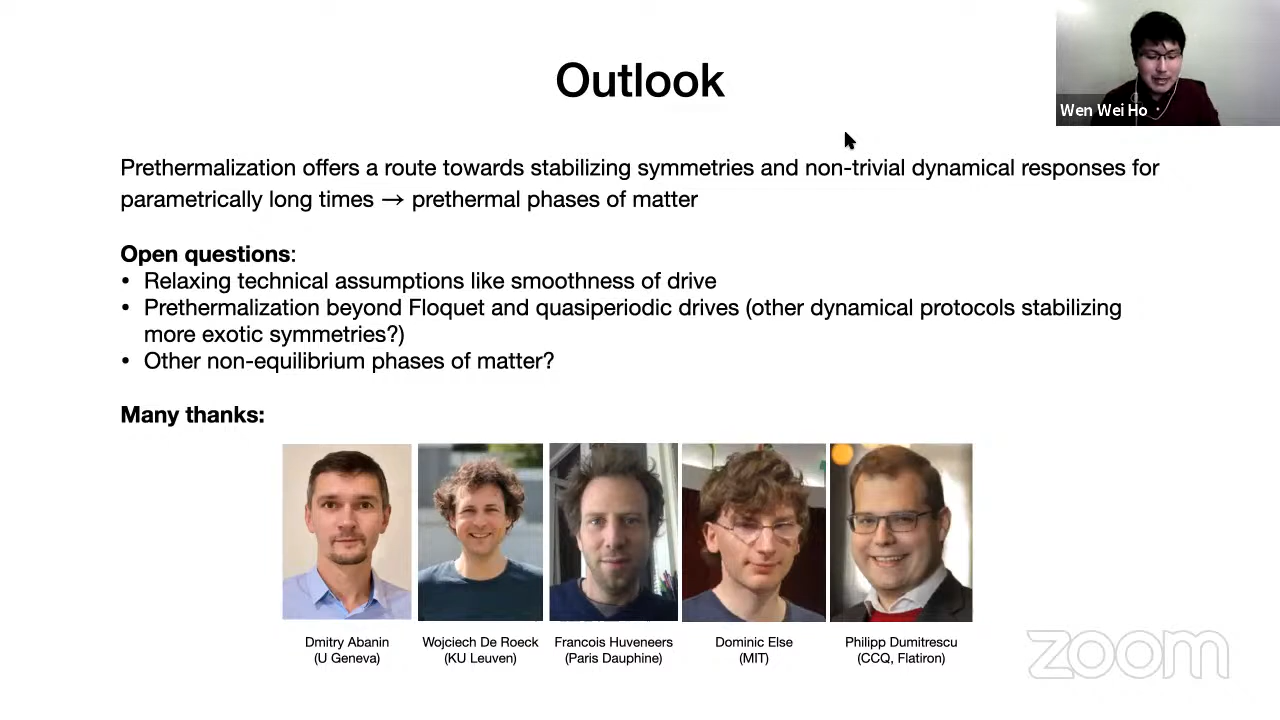 Outlook
Wen Wei Ho
Prethermalization offers a route towards stabilizing symmetries and non-trivial dynamical responses for
parametrically long times → prethermal phases of matter
Open questions:
• Relaxing technical assumptions like smoothness of drive
• Prethermalization beyond Floquet and quasiperiodic drives (other dynamical protocols stabilizing
more exotic symmetries?)
• Other non-equilibrium phases of matter?
Many thanks:
Dmitry Abanin
(U Geneva)
Wojciech De Roeck
(KU Leuven)
Francois Huveneers
(Paris Dauphine)
Dominic Else
(MIT)
Philipp Dumitrescu
(CCQ, Flatiron)
zoom